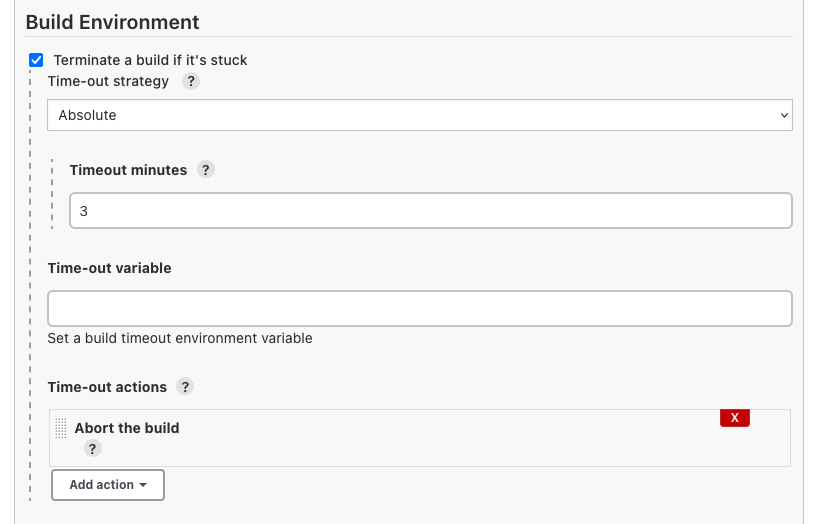 Build Environment
Terminate a build if it's stuck
Time-out strategy ?
Absolute
Timeout minutes ?
3
Time-out variable
Set a build timeout environment variable
Time-out actions ?
X
Abort the build
?
Add action